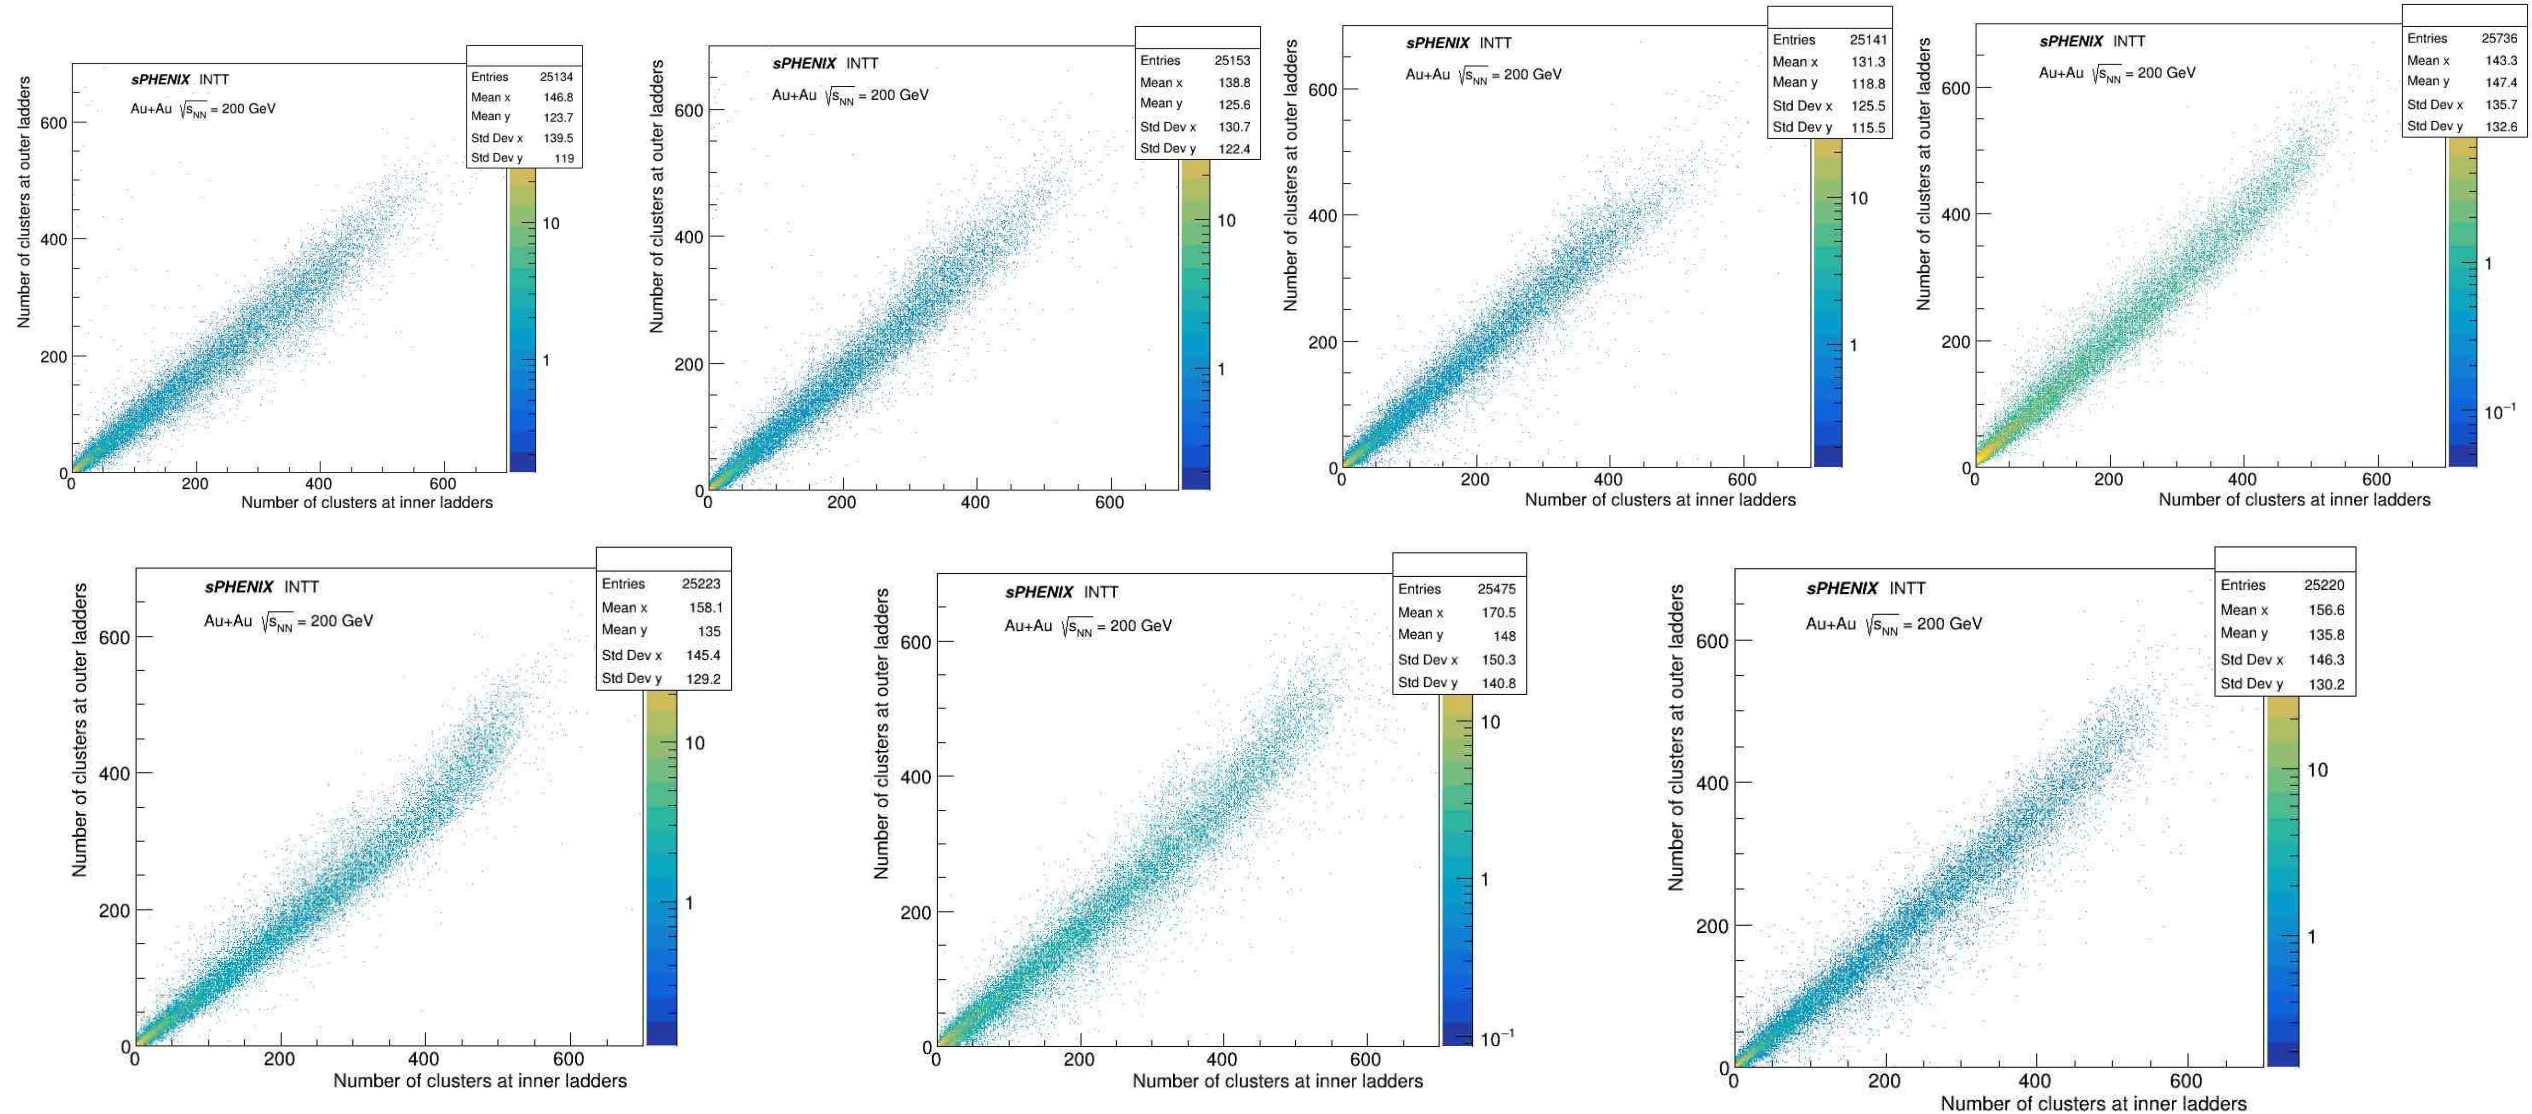 sPHENIX INTT
Au+Au √sNN = 200 GeV
Entries 25134
Mean x 146.8
Mean y 123.7
Std Dev x 139.5
Std Dev y 119
Number of clusters at outer ladders
600
400
200
0
0 200 400 600
Number of clusters at inner ladders
10
1
sPHENIX INTT
Au+Au √sNN = 200 GeV
Entries 25153
Mean x 138.8
Mean y 125.6
Std Dev x 130.7
Std Dev y 122.4
Number of clusters at outer ladders
600
400
200
0
0 200 400 600
Number of clusters at inner ladders
10
1
sPHENIX INTT
Au+Au √sNN = 200 GeV
Entries 25141
Mean x 131.3
Mean y 118.8
Std Dev x 125.5
Std Dev y 115.5
Number of clusters at outer ladders
600
400
200
0
0 200 400 600
Number of clusters at inner ladders
10
1
sPHENIX INTT
Au+Au √sNN = 200 GeV
Entries 25736
Mean x 143.3
Mean y 147.4
Std Dev x 135.7
Std Dev y 132.6
Number of clusters at outer ladders
600
400
200
0
0 200 400 600
Number of clusters at inner ladders
1
10⁻¹
sPHENIX INTT
Au+Au √sNN = 200 GeV
Entries 25223
Mean x 158.1
Mean y 135
Std Dev x 145.4
Std Dev y 129.2
Number of clusters at outer ladders
600
400
200
0
0 200 400 600
Number of clusters at inner ladders
10
1
sPHENIX INTT
Au+Au √sNN = 200 GeV
Entries 25475
Mean x 170.5
Mean y 148
Std Dev x 150.3
Std Dev y 140.8
Number of clusters at outer ladders
600
400
200
0
0 200 400 600
Number of clusters at inner ladders
10
1
10⁻¹
sPHENIX INTT
Au+Au √sNN = 200 GeV
Entries 25220
Mean x 156.6
Mean y 135.8
Std Dev x 146.3
Std Dev y 130.2
Number of clusters at outer ladders
600
400
200
0
0 200 400 600
Number of clusters at inner ladders
10
1